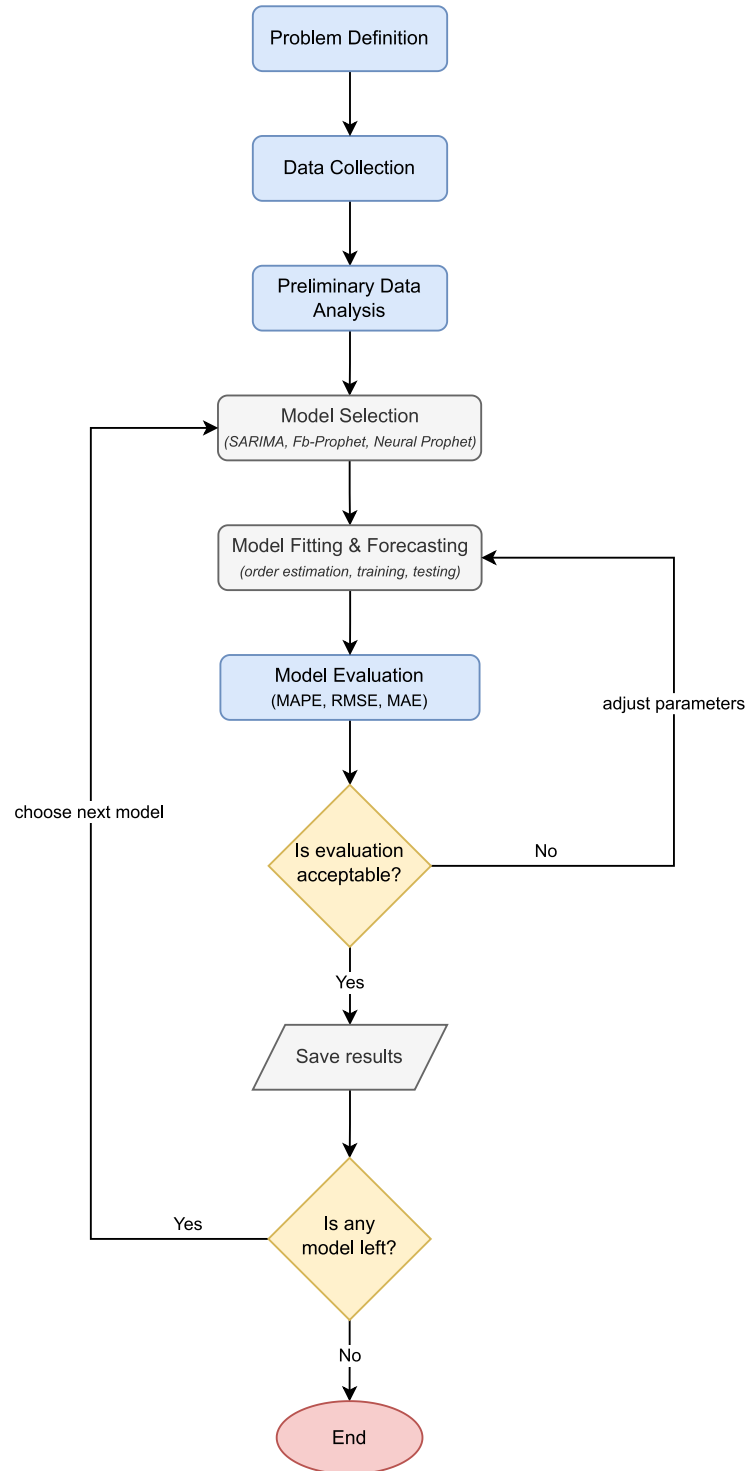 Problem Definition
Data Collection
Preliminary Data
Analysis
Model Selection
(SARIMA, Fb-Prophet, Neural Prophet)
Model Fitting & Forecasting
(order estimation, training, testing)
Model Evaluation
(MAPE, RMSE, MAE)
adjust parameters
choose next model
Is evaluation
acceptable?
No
Yes
Save results
Yes
Is any
model left?
No
End